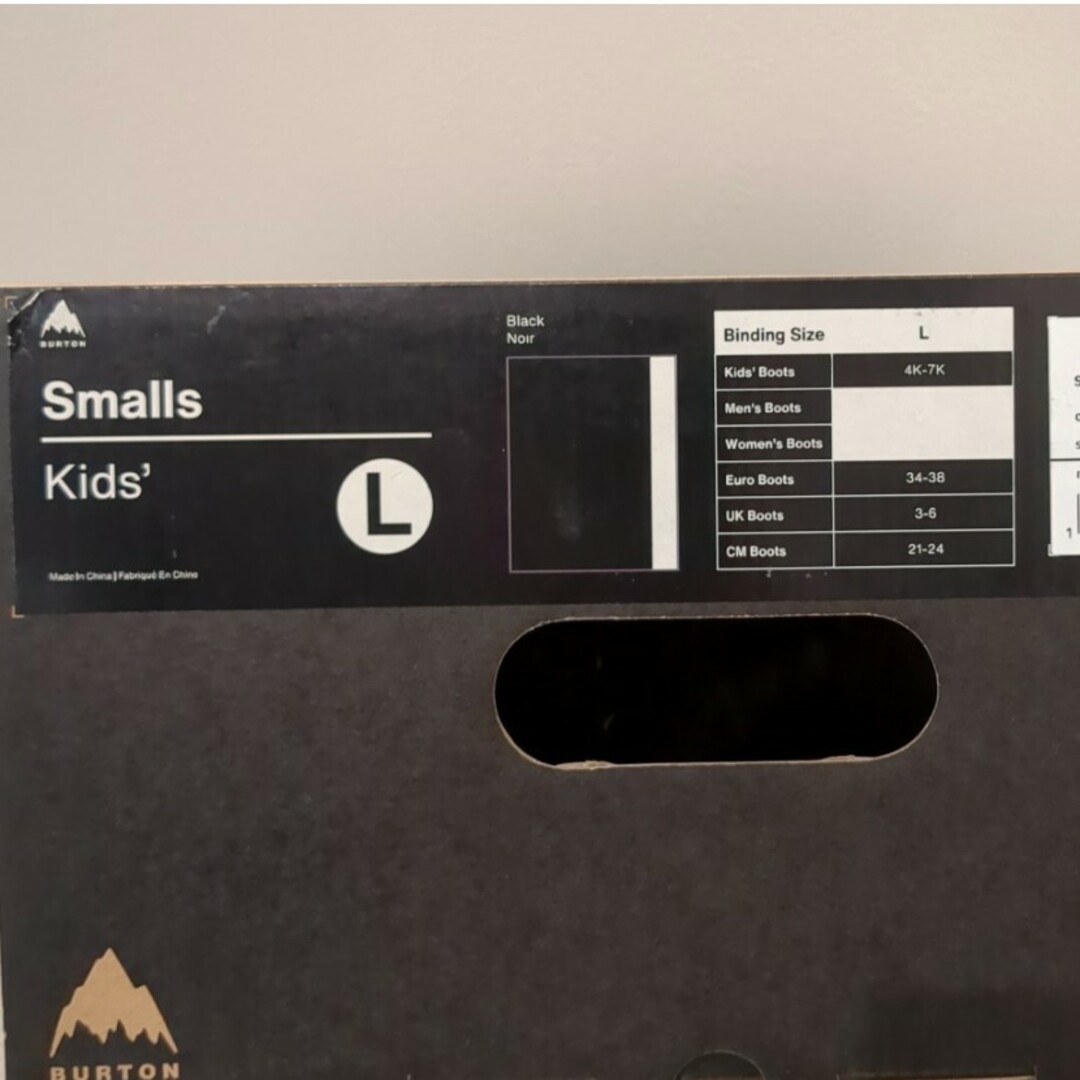 BURTON
Smalls
Kids'
L
Made In China | Fabriqué En Chine
Black
Noir
Binding Size L
Kids' Boots 4K-7K
Men's Boots
Women's Boots
Euro Boots 34-38
UK Boots 3-6
CM Boots 21-24
BURTON